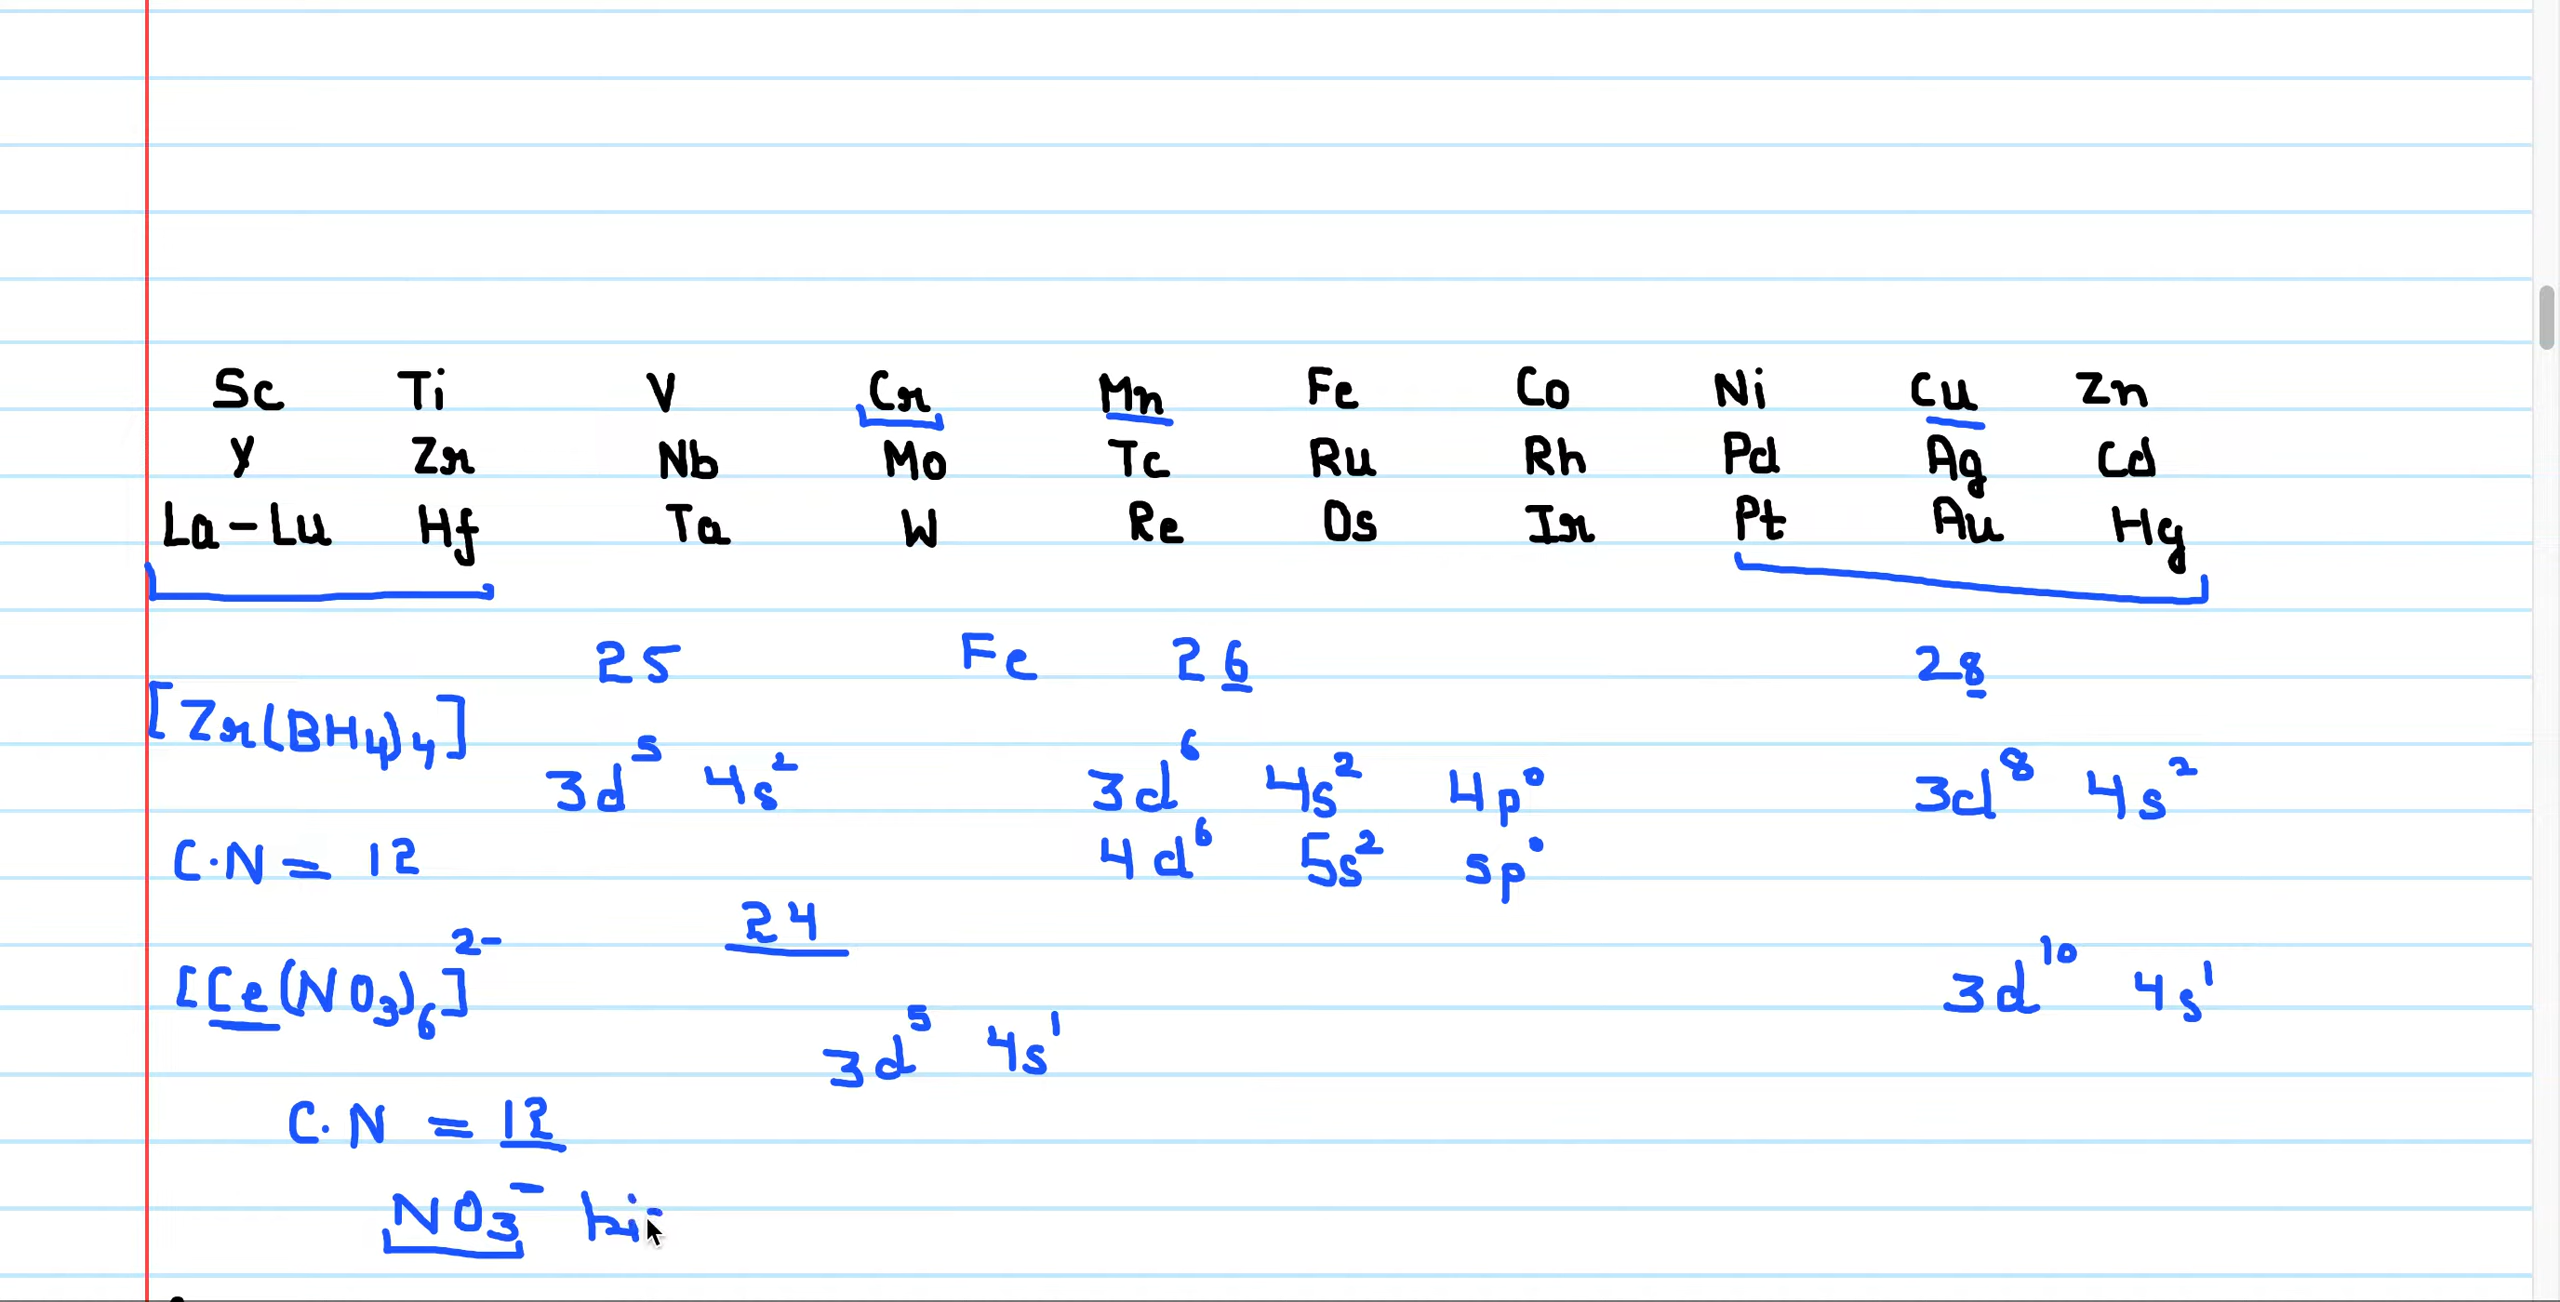 Sc Ti V Cr Mn Fe Co Ni Cu Zn
Y Zr Nb Mo Tc Ru Rh Pd Ag Cd
La-Lu Hf Ta W Re Os Ir Pt Au Hg
25 Fe 26 28
[Zr(BH₄)₄]
3d⁵ 4s² 3d⁶ 4s² 4p⁰ 3d⁸ 4s²
C.N = 12 4d⁶ 5s² 5p⁰
24
[Ce(NO₃)₆]²⁻ 3d¹⁰ 4s¹
3d⁵ 4s¹
C.N = 12
NO₃⁻